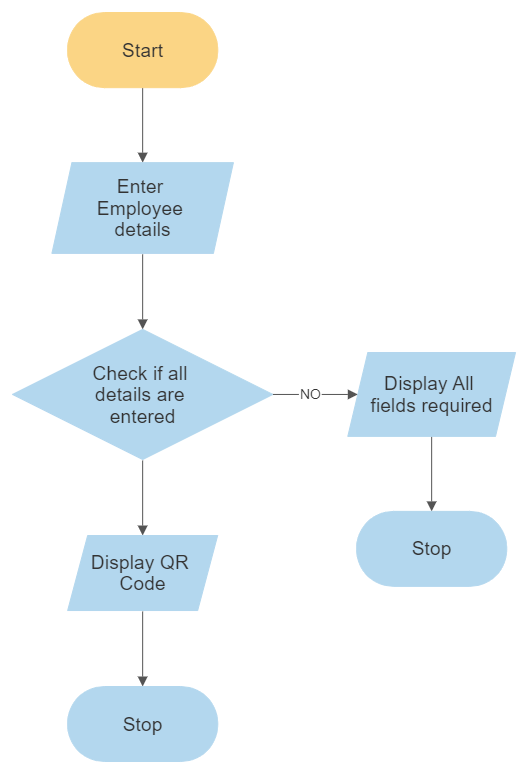 Start
Enter
Employee
details
Check if all
details are
entered
NO
Display All
fields required
Stop
Display QR
Code
Stop